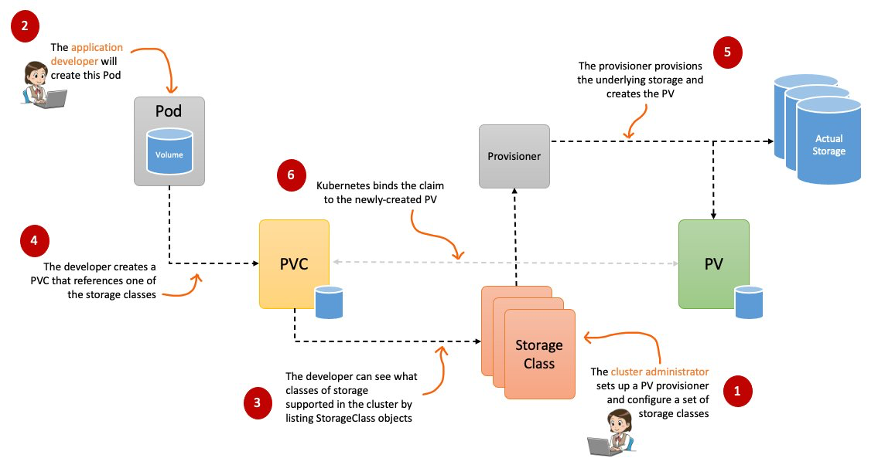 2
The application
developer will
create this Pod
Pod
Volume
5
The provisioner provisions
the underlying storage and
creates the PV
Provisioner
Actual
Storage
6
Kubernetes binds the claim
to the newly-created PV
4
The developer creates a
PVC that references one of
the storage classes
PVC
PV
Storage
Class
3
The developer can see what
classes of storage
supported in the cluster by
listing StorageClass objects
The cluster administrator
sets up a PV provisioner
and configure a set of
storage classes
1